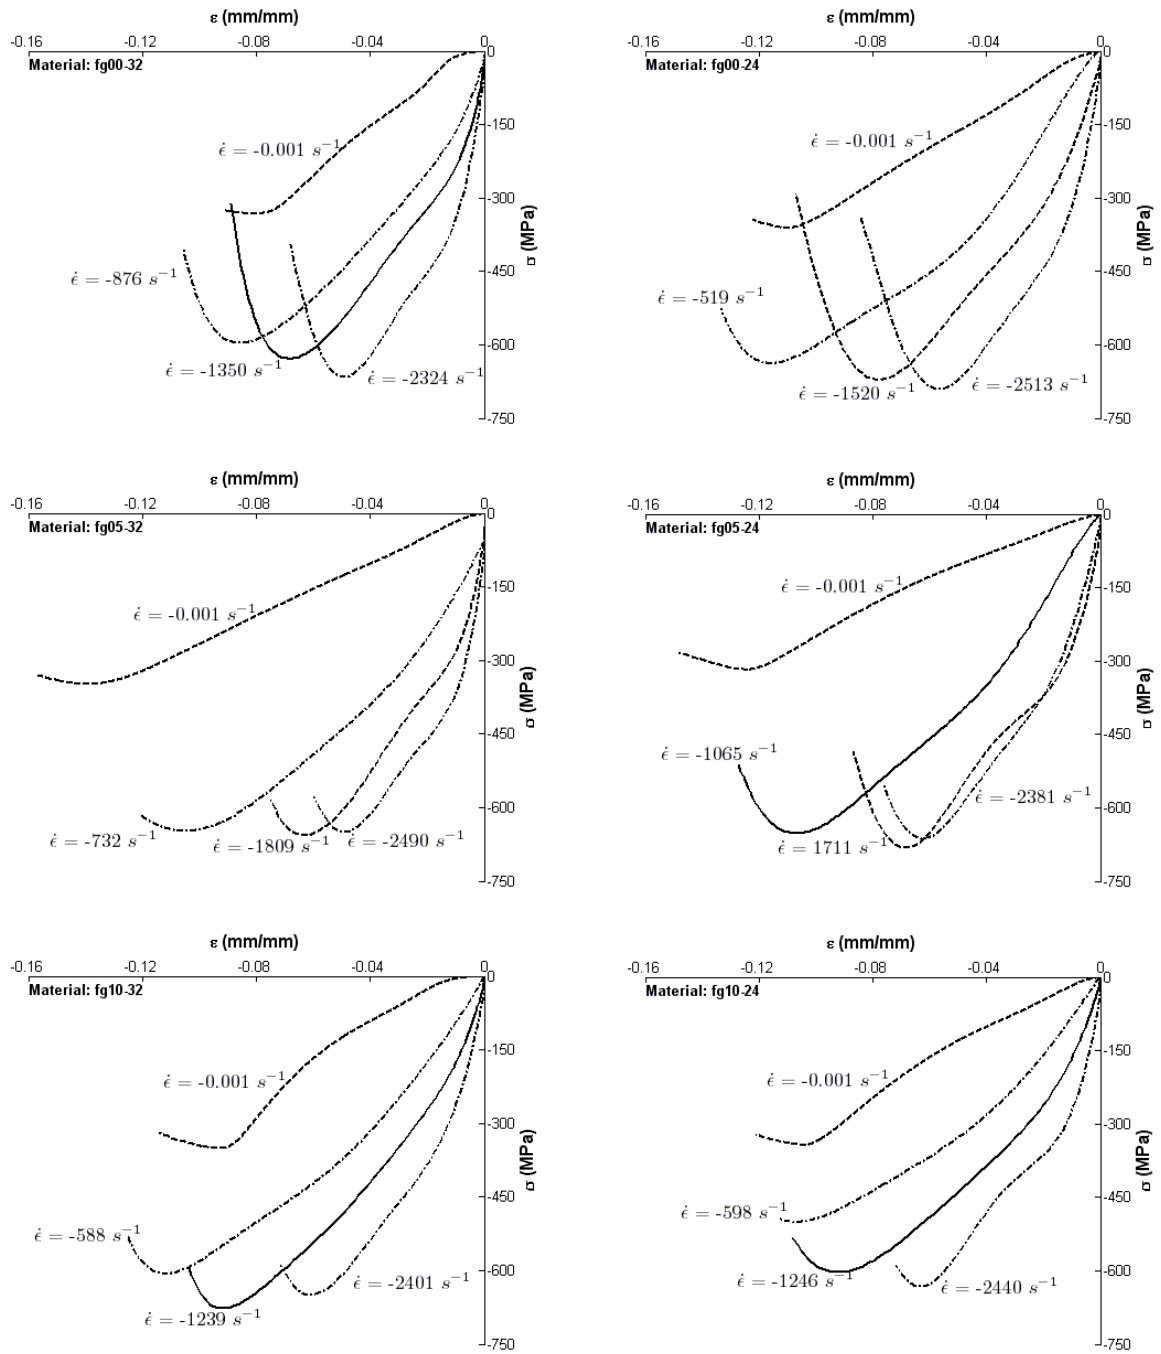 ε (mm/mm)
-0.16 -0.12 -0.08 -0.04 0
Material: fg00-32
0
-150
-300
-450
-600
-750
σ (MPa)
ε̇ = -0.001 s⁻¹
ε̇ = -876 s⁻¹
ε̇ = -1350 s⁻¹
ε̇ = -2324 s⁻¹
ε (mm/mm)
-0.16 -0.12 -0.08 -0.04 0
Material: fg00-24
0
-150
-300
-450
-600
-750
σ (MPa)
ε̇ = -0.001 s⁻¹
ε̇ = -519 s⁻¹
ε̇ = -1520 s⁻¹
ε̇ = -2513 s⁻¹
ε (mm/mm)
-0.16 -0.12 -0.08 -0.04 0
Material: fg05-32
0
-150
-300
-450
-600
-750
σ (MPa)
ε̇ = -0.001 s⁻¹
ε̇ = -732 s⁻¹
ε̇ = -1809 s⁻¹
ε̇ = -2490 s⁻¹
ε (mm/mm)
-0.16 -0.12 -0.08 -0.04 0
Material: fg05-24
0
-150
-300
-450
-600
-750
σ (MPa)
ε̇ = -0.001 s⁻¹
ε̇ = -1065 s⁻¹
ε̇ = -2381 s⁻¹
ε̇ = 1711 s⁻¹
ε (mm/mm)
-0.16 -0.12 -0.08 -0.04 0
Material: fg10-32
0
-150
-300
-450
-600
-750
σ (MPa)
ε̇ = -0.001 s⁻¹
ε̇ = -588 s⁻¹
ε̇ = -2401 s⁻¹
ε̇ = -1239 s⁻¹
ε (mm/mm)
-0.16 -0.12 -0.08 -0.04 0
Material: fg10-24
0
-150
-300
-450
-600
-750
σ (MPa)
ε̇ = -0.001 s⁻¹
ε̇ = -598 s⁻¹
ε̇ = -1246 s⁻¹
ε̇ = -2440 s⁻¹